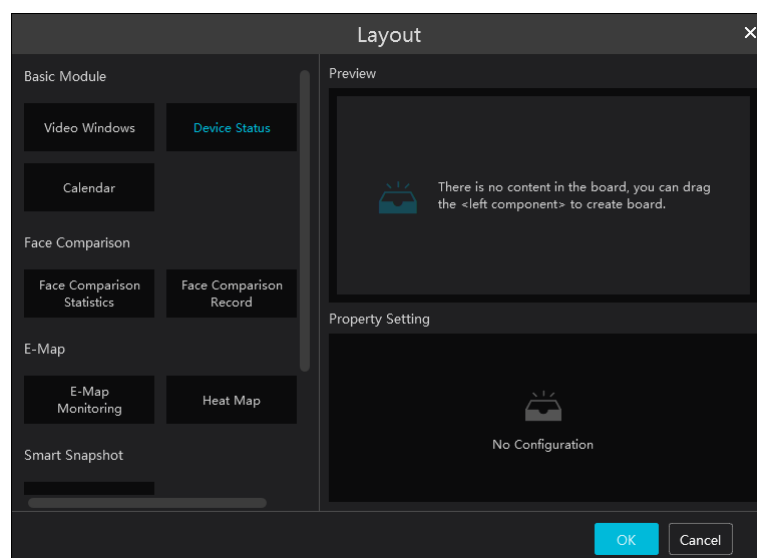 Layout
Basic Module
Video Windows
Device Status
Calendar
Face Comparison
Face Comparison
Statistics
Face Comparison
Record
E-Map
E-Map
Monitoring
Heat Map
Smart Snapshot
Preview
There is no content in the board, you can drag
the <left component> to create board.
Property Setting
No Configuration
OK
Cancel